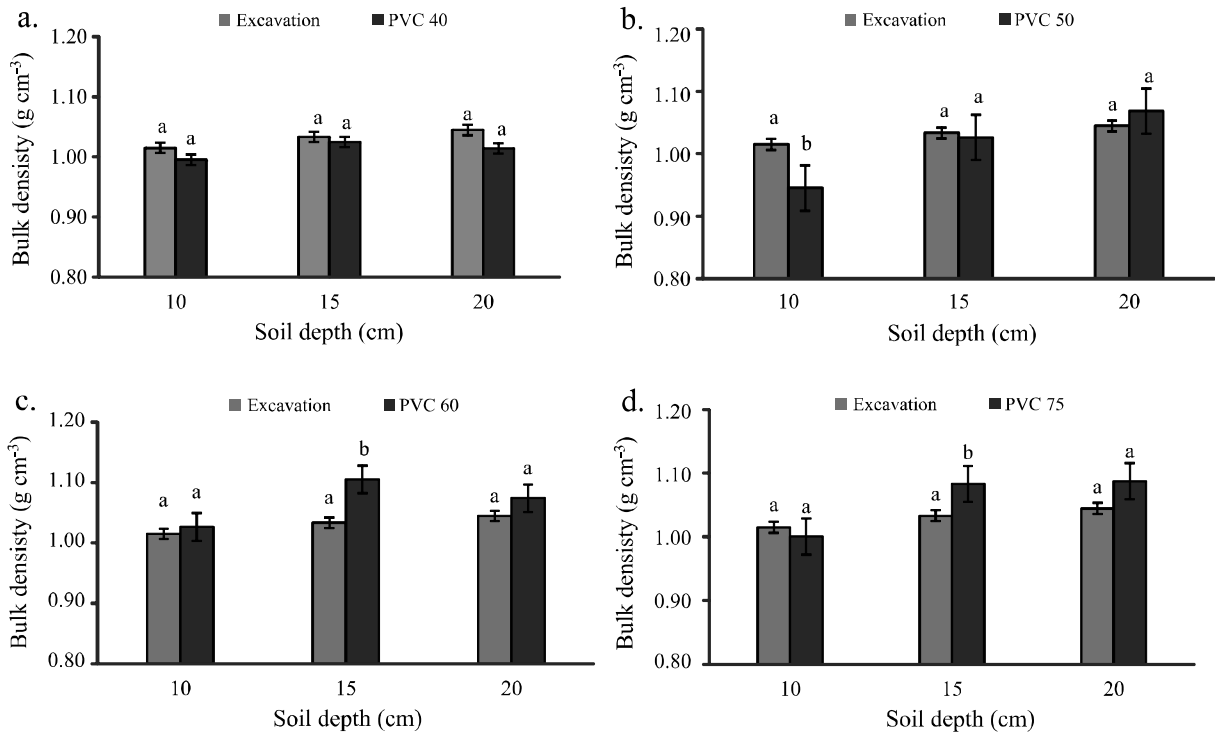 a.
Excavation PVC 40
Bulk densisty (g cm-3)
1.20
1.10
1.00
0.90
0.80
a a a a a a
10 15 20
Soil depth (cm)
b.
Excavation PVC 50
Bulk densisty (g cm-3)
1.20
1.10
1.00
0.90
0.80
a b a a a a
10 15 20
Soil depth (cm)
c.
Excavation PVC 60
Bulk densisty (g cm-3)
1.20
1.10
1.00
0.90
0.80
a a a b a a
10 15 20
Soil depth (cm)
d.
Excavation PVC 75
Bulk densisty (g cm-3)
1.20
1.10
1.00
0.90
0.80
a a a b a a
10 15 20
Soil depth (cm)